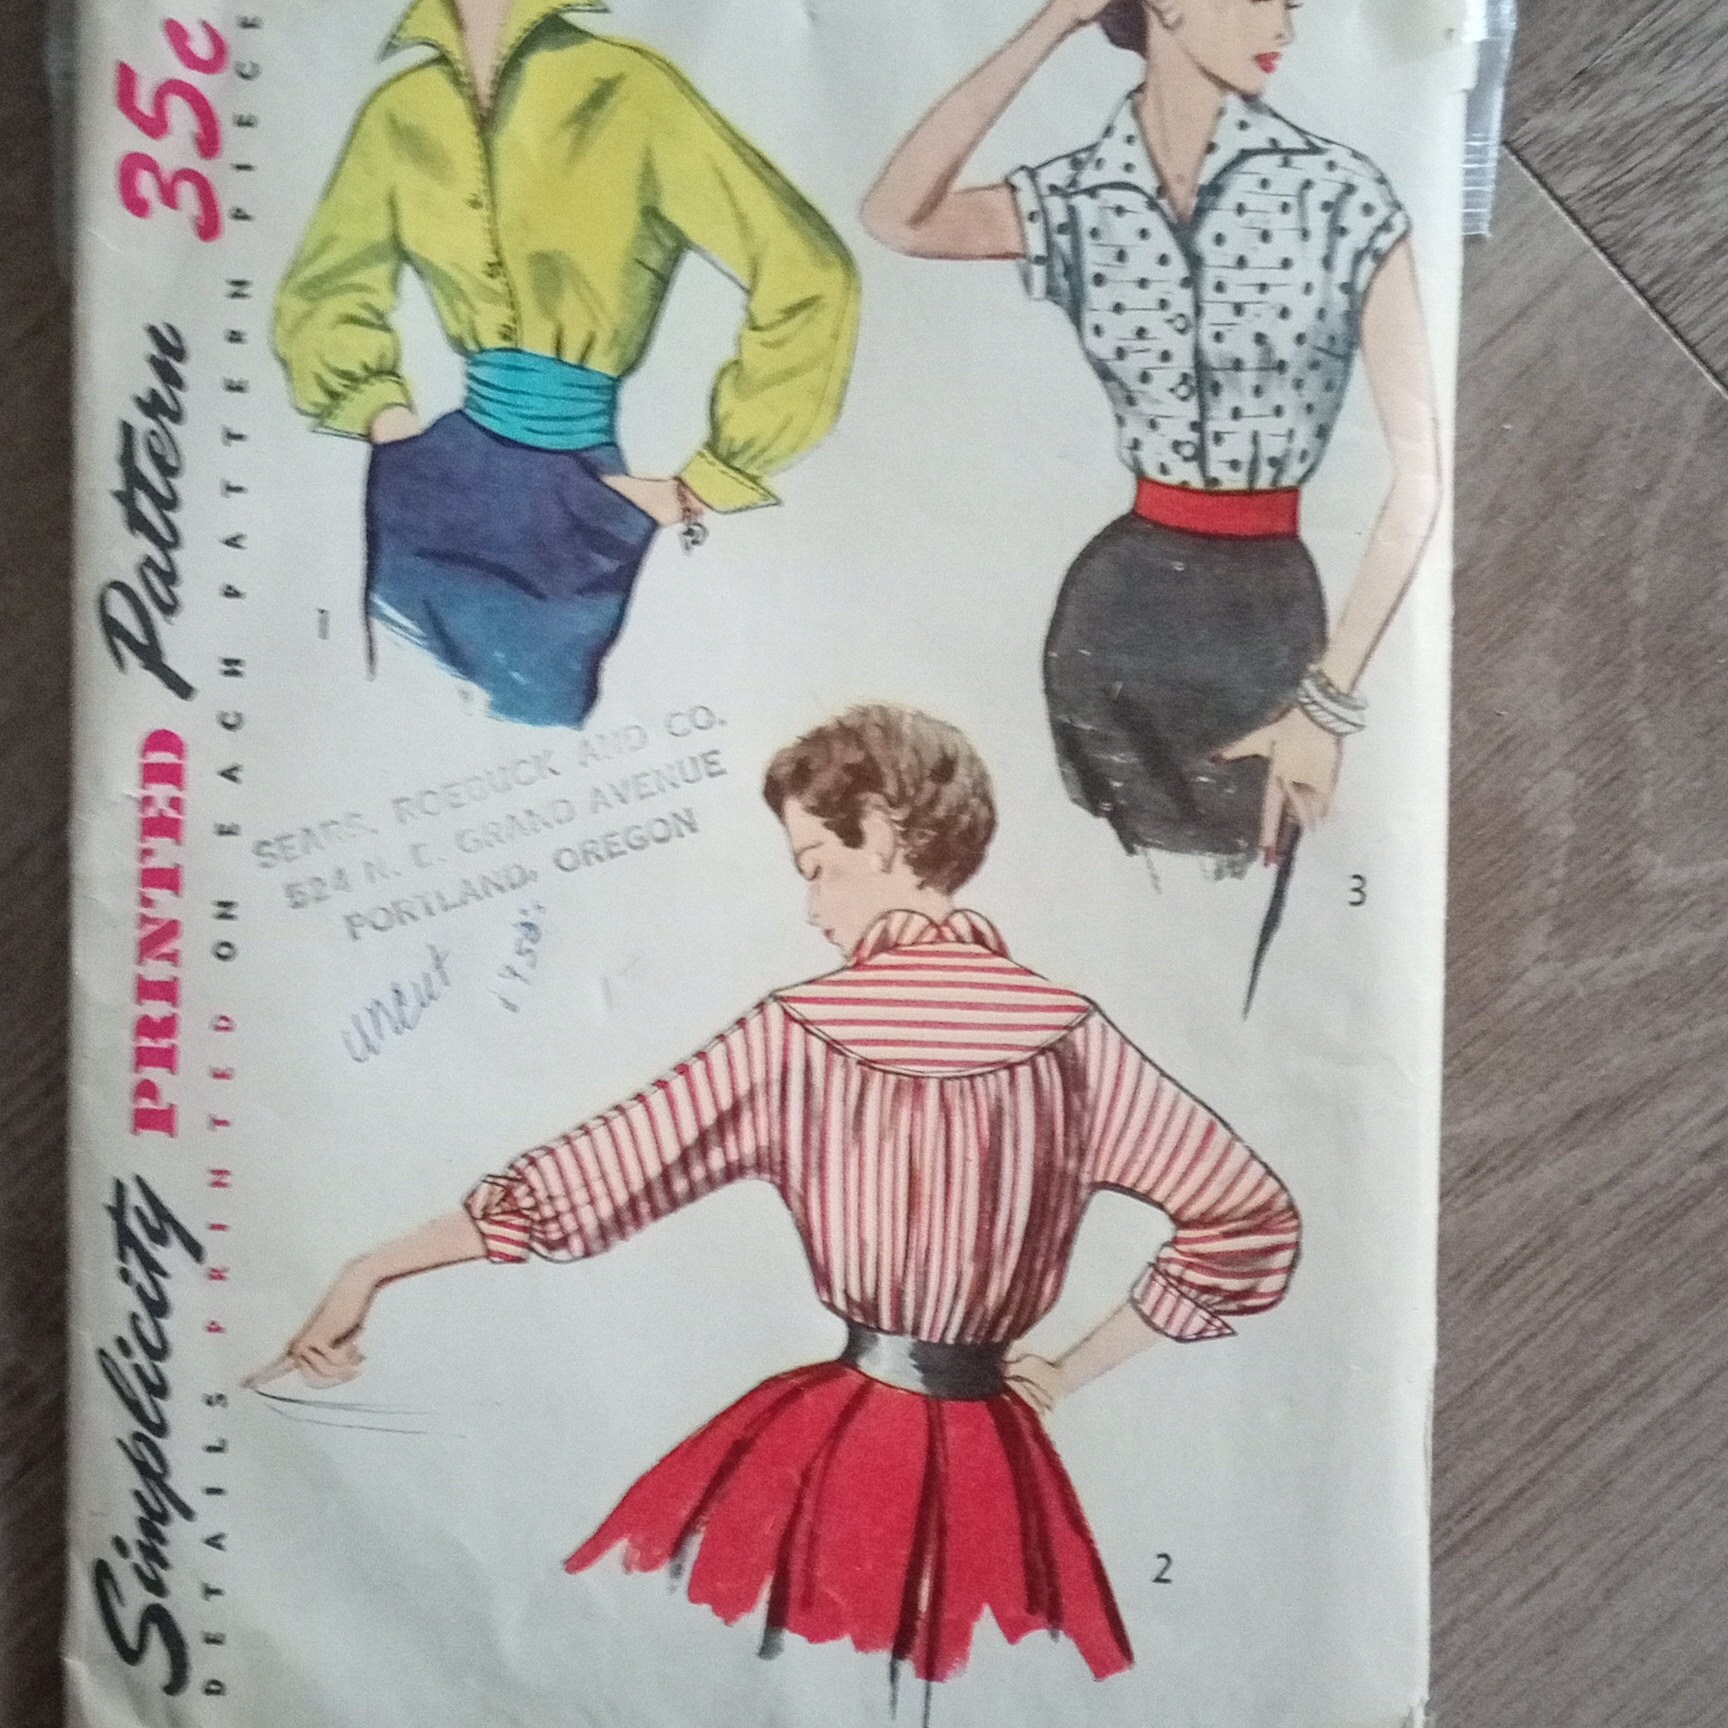 Simplicity PRINTED Pattern 35c
DETAILS PRINTED ON EACH PATTERN PIECE
1
3
SEARS, ROEBUCK AND CO.
524 N. E. GRAND AVENUE
PORTLAND, OREGON
uncut
1950's
2